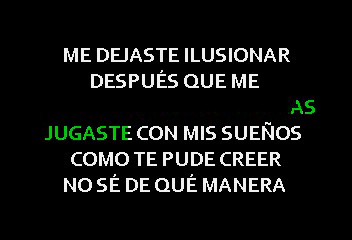 ME DEJASTE ILUSIONAR
DESPUÉS QUE ME
AS
JUGASTE CON MIS SUEÑOS
COMO TE PUDE CREER
NO SÉ DE QUÉ MANERA